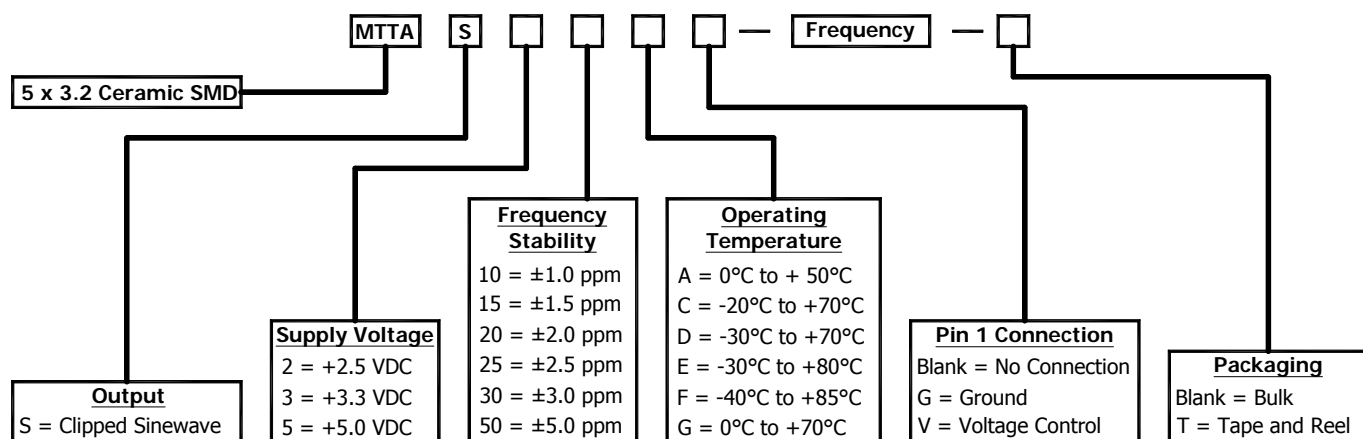 MTTA S — Frequency —
5 x 3.2 Ceramic SMD
Output
S = Clipped Sinewave
Supply Voltage
2 = +2.5 VDC
3 = +3.3 VDC
5 = +5.0 VDC
Frequency
Stability
10 = ±1.0 ppm
15 = ±1.5 ppm
20 = ±2.0 ppm
25 = ±2.5 ppm
30 = ±3.0 ppm
50 = ±5.0 ppm
Operating
Temperature
A = 0°C to + 50°C
C = -20°C to +70°C
D = -30°C to +70°C
E = -30°C to +80°C
F = -40°C to +85°C
G = 0°C to +70°C
Pin 1 Connection
Blank = No Connection
G = Ground
V = Voltage Control
Packaging
Blank = Bulk
T = Tape and Reel